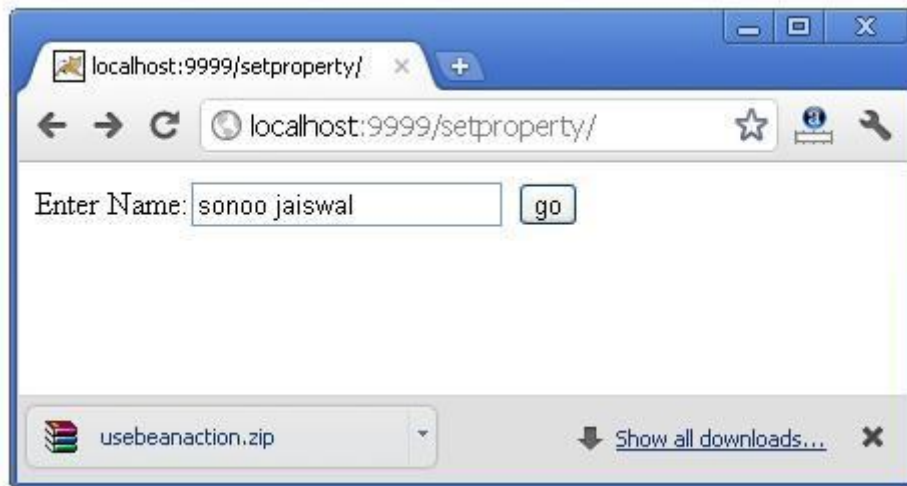 localhost:9999/setproperty/
localhost:9999/setproperty/
Enter Name: sonoo jaiswal go
usebeanaction.zip Show all downloads...